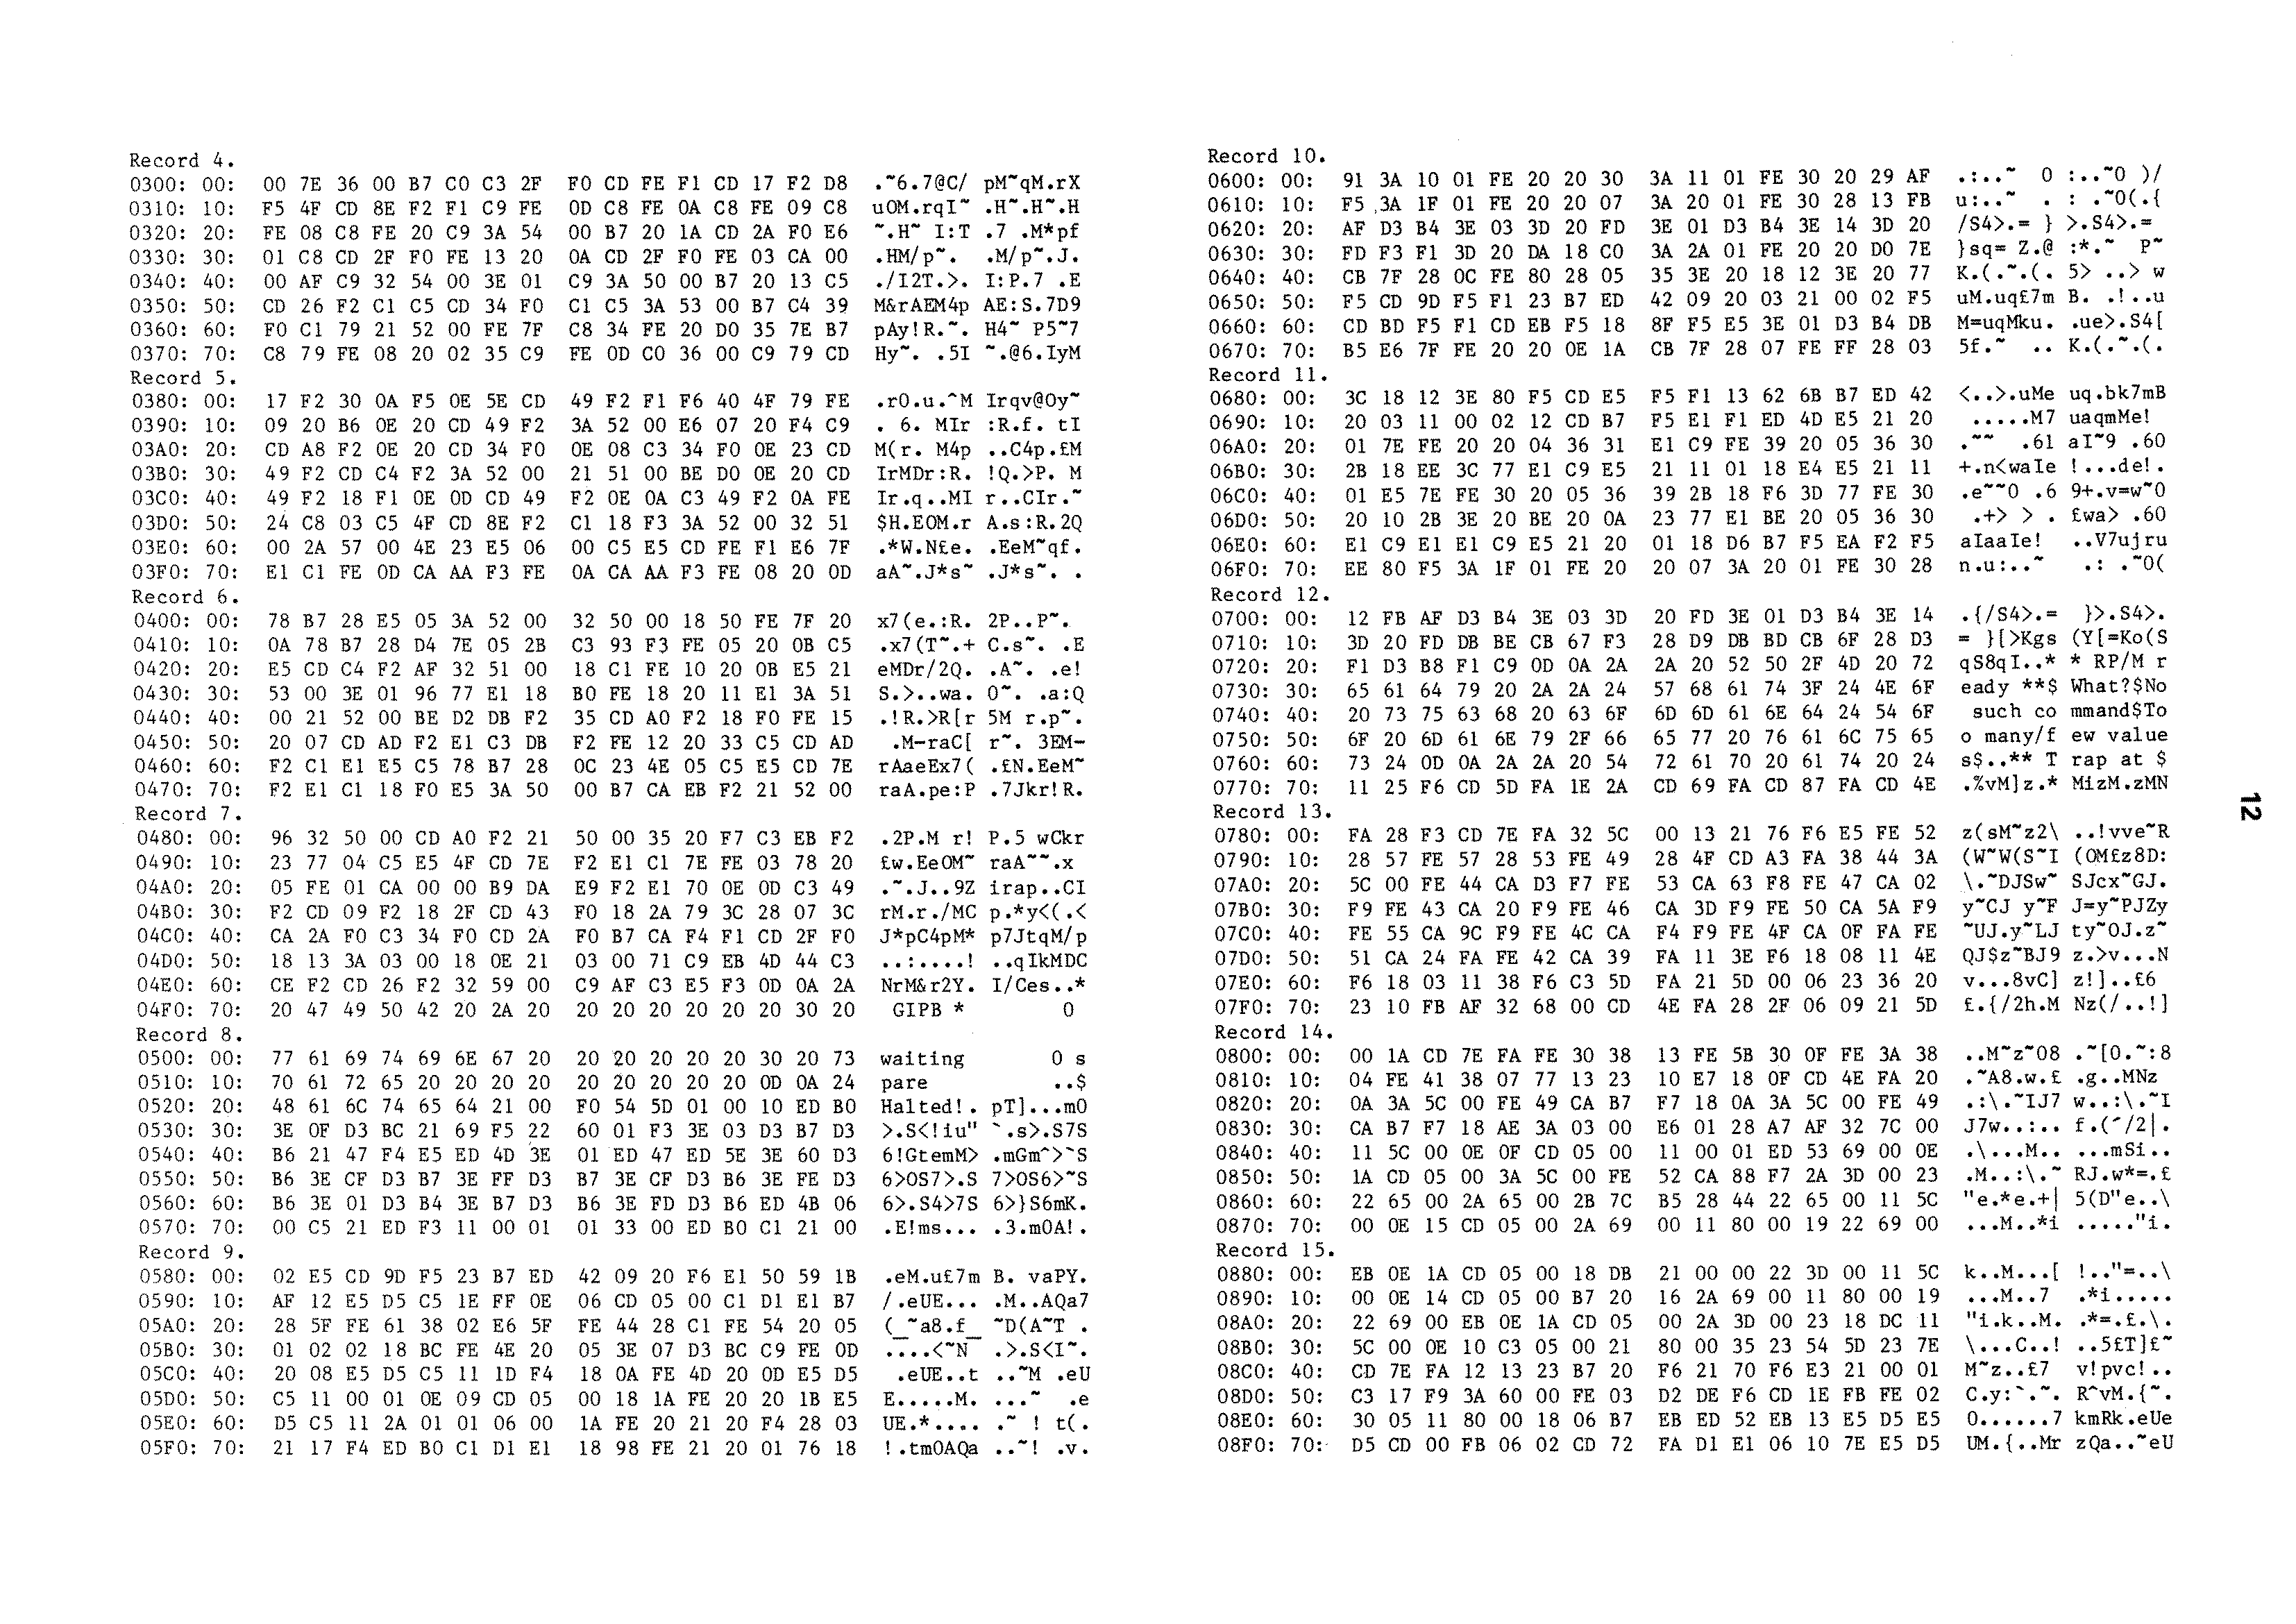 Record 4.
0300: 00: 00 7E 36 00 B7 C0 C3 2F F0 CD FE F1 CD 17 F2 D8 .~6.7@C/ pM~qM.rX
0310: 10: F5 4F CD 8E F2 F1 C9 FE 0D C8 FE 0A C8 FE 09 C8 uOM.rqI~ .H~.H~.H
0320: 20: FE 08 C8 FE 20 C9 3A 54 00 B7 20 1A CD 2A F0 E6 ~.H~ I:T .7 .M*pf
0330: 30: 01 C8 CD 2F F0 FE 13 20 0A CD 2F F0 FE 03 CA 00 .HM/p~. .M/p~.J.
0340: 40: 00 AF C9 32 54 00 3E 01 C9 3A 50 00 B7 20 13 C5 ./I2T.>. I:P.7 .E
0350: 50: CD 26 F2 C1 C5 CD 34 F0 C1 C5 3A 53 00 B7 C4 39 M&rAEM4p AE:S.7D9
0360: 60: F0 C1 79 21 52 00 FE 7F C8 34 FE 20 D0 35 7E B7 pAy!R.~. H4~ P5~7
0370: 70: C8 79 FE 08 20 02 35 C9 FE 0D C0 36 00 C9 79 CD Hy~. .5I ~.@6.IyM
Record 5.
0380: 00: 17 F2 30 0A F5 0E 5E CD 49 F2 F1 F6 40 4F 79 FE .r0.u.^M Irqv@Oy~
0390: 10: 09 20 B6 0E 20 CD 49 F2 3A 52 00 E6 07 20 F4 C9 . 6. MIr :R.f. tI
03A0: 20: CD A8 F2 0E 20 CD 34 F0 0E 08 C3 34 F0 0E 23 CD M(r. M4p ..C4p.£M
03B0: 30: 49 F2 CD C4 F2 3A 52 00 21 51 00 BE D0 0E 20 CD IrMDr:R. !Q.>P. M
03C0: 40: 49 F2 18 F1 0E 0D CD 49 F2 0E 0A C3 49 F2 0A FE Ir.q..MI r..CIr.~
03D0: 50: 24 C8 03 C5 4F CD 8E F2 C1 18 F3 3A 52 00 32 51 $H.EOM.r A.s:R.2Q
03E0: 60: 00 2A 57 00 4E 23 E5 06 00 C5 E5 CD FE F1 E6 7F .*W.N£e. .EeM~qf.
03F0: 70: E1 C1 FE 0D CA AA F3 FE 0A CA AA F3 FE 08 20 0D aA~.J*s~ .J*s~. .
Record 6.
0400: 00: 78 B7 28 E5 05 3A 52 00 32 50 00 18 50 FE 7F 20 x7(e.:R. 2P..P~.
0410: 10: 0A 78 B7 28 D4 7E 05 2B C3 93 F3 FE 05 20 0B C5 .x7(T~.+ C.s~. .E
0420: 20: E5 CD C4 F2 AF 32 51 00 18 C1 FE 10 20 0B E5 21 eMDr/2Q. .A~. .e!
0430: 30: 53 00 3E 01 96 77 E1 18 B0 FE 18 20 11 E1 3A 51 S.>..wa. 0~. .a:Q
0440: 40: 00 21 52 00 BE D2 DB F2 35 CD A0 F2 18 F0 FE 15 .!R.>R[r 5M r.p~.
0450: 50: 20 07 CD AD F2 E1 C3 DB F2 FE 12 20 33 C5 CD AD .M-raC[ r~. 3EM-
0460: 60: F2 C1 E1 E5 C5 78 B7 28 0C 23 4E 05 C5 E5 CD 7E rAaeEx7( .£N.EeM~
0470: 70: F2 E1 C1 18 F0 E5 3A 50 00 B7 CA EB F2 21 52 00 raA.pe:P .7Jkr!R.
Record 7.
0480: 00: 96 32 50 00 CD A0 F2 21 50 00 35 20 F7 C3 EB F2 .2P.M r! P.5 wCkr
0490: 10: 23 77 04 C5 E5 4F CD 7E F2 E1 C1 7E FE 03 78 20 £w.EeOM~ raA~~.x
04A0: 20: 05 FE 01 CA 00 00 B9 DA E9 F2 E1 70 0E 0D C3 49 .~.J..9Z irap..CI
04B0: 30: F2 CD 09 F2 18 2F CD 43 F0 18 2A 79 3C 28 07 3C rM.r./MC p.*y<(.<
04C0: 40: CA 2A F0 C3 34 F0 CD 2A F0 B7 CA F4 F1 CD 2F F0 J*pC4pM* p7JtqM/p
04D0: 50: 18 13 3A 03 00 18 0E 21 03 00 71 C9 EB 4D 44 C3 ..:....! ..qIkMDC
04E0: 60: CE F2 CD 26 F2 32 59 00 C9 AF C3 E5 F3 0D 0A 2A NrM&r2Y. I/Ces..*
04F0: 70: 20 47 49 50 42 20 2A 20 20 20 20 20 20 20 30 20 GIPB * 0
Record 8.
0500: 00: 77 61 69 74 69 6E 67 20 20 20 20 20 20 30 20 73 waiting 0 s
0510: 10: 70 61 72 65 20 20 20 20 20 20 20 20 20 0D 0A 24 pare ..$
0520: 20: 48 61 6C 74 65 64 21 00 F0 54 5D 01 00 10 ED B0 Halted!. pT]...m0
0530: 30: 3E 0F D3 BC 21 69 F5 22 60 01 F3 3E 03 D3 B7 D3 >.S<!iu" `.s>.S7S
0540: 40: B6 21 47 F4 E5 ED 4D 3E 01 ED 47 ED 5E 3E 60 D3 6!GtemM> .mGm^>`S
0550: 50: B6 3E CF D3 B7 3E FF D3 B7 3E CF D3 B6 3E FE D3 6>OS7>.S 7>OS6>~S
0560: 60: B6 3E 01 D3 B4 3E B7 D3 B6 3E FD D3 B6 ED 4B 06 6>.S4>7S 6>}S6mK.
0570: 70: 00 C5 21 ED F3 11 00 01 01 33 00 ED B0 C1 21 00 .E!ms... .3.m0A!.
Record 9.
0580: 00: 02 E5 CD 9D F5 23 B7 ED 42 09 20 F6 E1 50 59 1B .eM.u£7m B. vaPY.
0590: 10: AF 12 E5 D5 C5 1E FF 0E 06 CD 05 00 C1 D1 E1 B7 /.eUE... .M..AQa7
05A0: 20: 28 5F FE 61 38 02 E6 5F FE 44 28 C1 FE 54 20 05 (_~a8.f_ ~D(A~T .
05B0: 30: 01 02 02 18 BC FE 4E 20 05 3E 07 D3 BC C9 FE 0D ....<~N .>.S<I~.
05C0: 40: 20 08 E5 D5 C5 11 1D F4 18 0A FE 4D 20 0D E5 D5 .eUE..t ..~M .eU
05D0: 50: C5 11 00 01 0E 09 CD 05 00 18 1A FE 20 20 1B E5 E.....M. ...~ .e
05E0: 60: D5 C5 11 2A 01 01 06 00 1A FE 20 21 20 F4 28 03 UE.*.... .~ ! t(.
05F0: 70: 21 17 F4 ED B0 C1 D1 E1 18 98 FE 21 20 01 76 18 !.tm0AQa ..~! .v.
Record 10.
0600: 00: 91 3A 10 01 FE 20 20 30 3A 11 01 FE 30 20 29 AF .:..~ 0 :..~0 )/
0610: 10: F5 3A 1F 01 FE 20 20 07 3A 20 01 FE 30 28 13 FB u:..~ . : .~0(.{
0620: 20: AF D3 B4 3E 03 3D 20 FD 3E 01 D3 B4 3E 14 3D 20 /S4>.= } >.S4>.=
0630: 30: FD F3 F1 3D 20 DA 18 C0 3A 2A 01 FE 20 20 D0 7E }sq= Z.@ :*.~ P~
0640: 40: CB 7F 28 0C FE 80 28 05 35 3E 20 18 12 3E 20 77 K.(.~.(. 5> ..> w
0650: 50: F5 CD 9D F5 F1 23 B7 ED 42 09 20 03 21 00 02 F5 uM.uq£7m B. .!..u
0660: 60: CD BD F5 F1 CD EB F5 18 8F F5 E5 3E 01 D3 B4 DB M=uqMku. .ue>.S4[
0670: 70: B5 E6 7F FE 20 20 0E 1A CB 7F 28 07 FE FF 28 03 5f.~ .. K.(.~.(.
Record 11.
0680: 00: 3C 18 12 3E 80 F5 CD E5 F5 F1 13 62 6B B7 ED 42 <..>.uMe uq.bk7mB
0690: 10: 20 03 11 00 02 12 CD B7 F5 E1 F1 ED 4D E5 21 20 .....M7 uaqmMe!
06A0: 20: 01 7E FE 20 20 04 36 31 E1 C9 FE 39 20 05 36 30 .~~ .61 aI~9 .60
06B0: 30: 2B 18 EE 3C 77 E1 C9 E5 21 11 01 18 E4 E5 21 11 +.n<waIe !...de!.
06C0: 40: 01 E5 7E FE 30 20 05 36 39 2B 18 F6 3D 77 FE 30 .e~~0 .6 9+.v=w~0
06D0: 50: 20 10 2B 3E 20 BE 20 0A 23 77 E1 BE 20 05 36 30 .+> > . £wa> .60
06E0: 60: E1 C9 E1 E1 C9 E5 21 20 01 18 D6 B7 F5 EA F2 F5 aIaaIe! ..V7ujru
06F0: 70: EE 80 F5 3A 1F 01 FE 20 20 07 3A 20 01 FE 30 28 n.u:..~ .: .~0(
Record 12.
0700: 00: 12 FB AF D3 B4 3E 03 3D 20 FD 3E 01 D3 B4 3E 14 .{/S4>.= }>.S4>.
0710: 10: 3D 20 FD DB BE CB 67 F3 28 D9 DB BD CB 6F 28 D3 = }[>Kgs (Y[=Ko(S
0720: 20: F1 D3 B8 F1 C9 0D 0A 2A 2A 20 52 50 2F 4D 20 72 qS8qI..* * RP/M r
0730: 30: 65 61 64 79 20 2A 2A 24 57 68 61 74 3F 24 4E 6F eady **$ What?$No
0740: 40: 20 73 75 63 68 20 63 6F 6D 6D 61 6E 64 24 54 6F such co mmand$To
0750: 50: 6F 20 6D 61 6E 79 2F 66 65 77 20 76 61 6C 75 65 o many/f ew value
0760: 60: 73 24 0D 0A 2A 2A 20 54 72 61 70 20 61 74 20 24 s$..** T rap at $
0770: 70: 11 25 F6 CD 5D FA 1E 2A CD 69 FA CD 87 FA CD 4E .%vM]z.* MizM.zMN
Record 13.
0780: 00: FA 28 F3 CD 7E FA 32 5C 00 13 21 76 F6 E5 FE 52 z(sM~z2\ ..!vve~R
0790: 10: 28 57 FE 57 28 53 FE 49 28 4F CD A3 FA 38 44 3A (W~W(S~I (OM£z8D:
07A0: 20: 5C 00 FE 44 CA D3 F7 FE 53 CA 63 F8 FE 47 CA 02 \.~DJSw~ SJcx~GJ.
07B0: 30: F9 FE 43 CA 20 F9 FE 46 CA 3D F9 FE 50 CA 5A F9 y~CJ y~F J=y~PJZy
07C0: 40: FE 55 CA 9C F9 FE 4C CA F4 F9 FE 4F CA 0F FA FE ~UJ.y~LJ ty~OJ.z~
07D0: 50: 51 CA 24 FA FE 42 CA 39 FA 11 3E F6 18 08 11 4E QJ$z~BJ9 z.>v...N
07E0: 60: F6 18 03 11 38 F6 C3 5D FA 21 5D 00 06 23 36 20 v...8vC] z!]..£6
07F0: 70: 23 10 FB AF 32 68 00 CD 4E FA 28 2F 06 09 21 5D £.{/2h.M Nz(/..!]
Record 14.
0800: 00: 00 1A CD 7E FA FE 30 38 13 FE 5B 30 0F FE 3A 38 ..M~z~08 .~[0.~:8
0810: 10: 04 FE 41 38 07 77 13 23 10 E7 18 0F CD 4E FA 20 .~A8.w.£ .g..MNz
0820: 20: 0A 3A 5C 00 FE 49 CA B7 F7 18 0A 3A 5C 00 FE 49 .:\.~IJ7 w..:\.~I
0830: 30: CA B7 F7 18 AE 3A 03 00 E6 01 28 A7 AF 32 7C 00 J7w..:.. f.('/2|.
0840: 40: 11 5C 00 0E 0F CD 05 00 11 00 01 ED 53 69 00 0E .\...M.. ...mSi..
0850: 50: 1A CD 05 00 3A 5C 00 FE 52 CA 88 F7 2A 3D 00 23 .M..:\.~ RJ.w*=.£
0860: 60: 22 65 00 2A 65 00 2B 7C B5 28 44 22 65 00 11 5C "e.*e.+| 5(D"e..\
0870: 70: 00 0E 15 CD 05 00 2A 69 00 11 80 00 19 22 69 00 ...M..*i ....."i.
Record 15.
0880: 00: EB 0E 1A CD 05 00 18 DB 21 00 00 22 3D 00 11 5C k..M...[ !.."=..\
0890: 10: 00 0E 14 CD 05 00 B7 20 16 2A 69 00 11 80 00 19 ...M..7 .*i.....
08A0: 20: 22 69 00 EB 0E 1A CD 05 00 2A 3D 00 23 18 DC 11 "i.k..M. .*=.£.\.
08B0: 30: 5C 00 0E 10 C3 05 00 21 80 00 35 23 54 5D 23 7E \...C..! ..5£T]£~
08C0: 40: CD 7E FA 12 13 23 B7 20 F6 21 70 F6 E3 21 00 01 M~z..£7 v!pvc!..
08D0: 50: C3 17 F9 3A 60 00 FE 03 D2 DE F6 CD 1E FB FE 02 C.y:`.~. R^vM.{~.
08E0: 60: 30 05 11 80 00 18 06 B7 EB ED 52 EB 13 E5 D5 E5 0......7 kmRk.eUe
08F0: 70: D5 CD 00 FB 06 02 CD 72 FA D1 E1 06 10 7E E5 D5 UM.{..Mr zQa..~eU
12